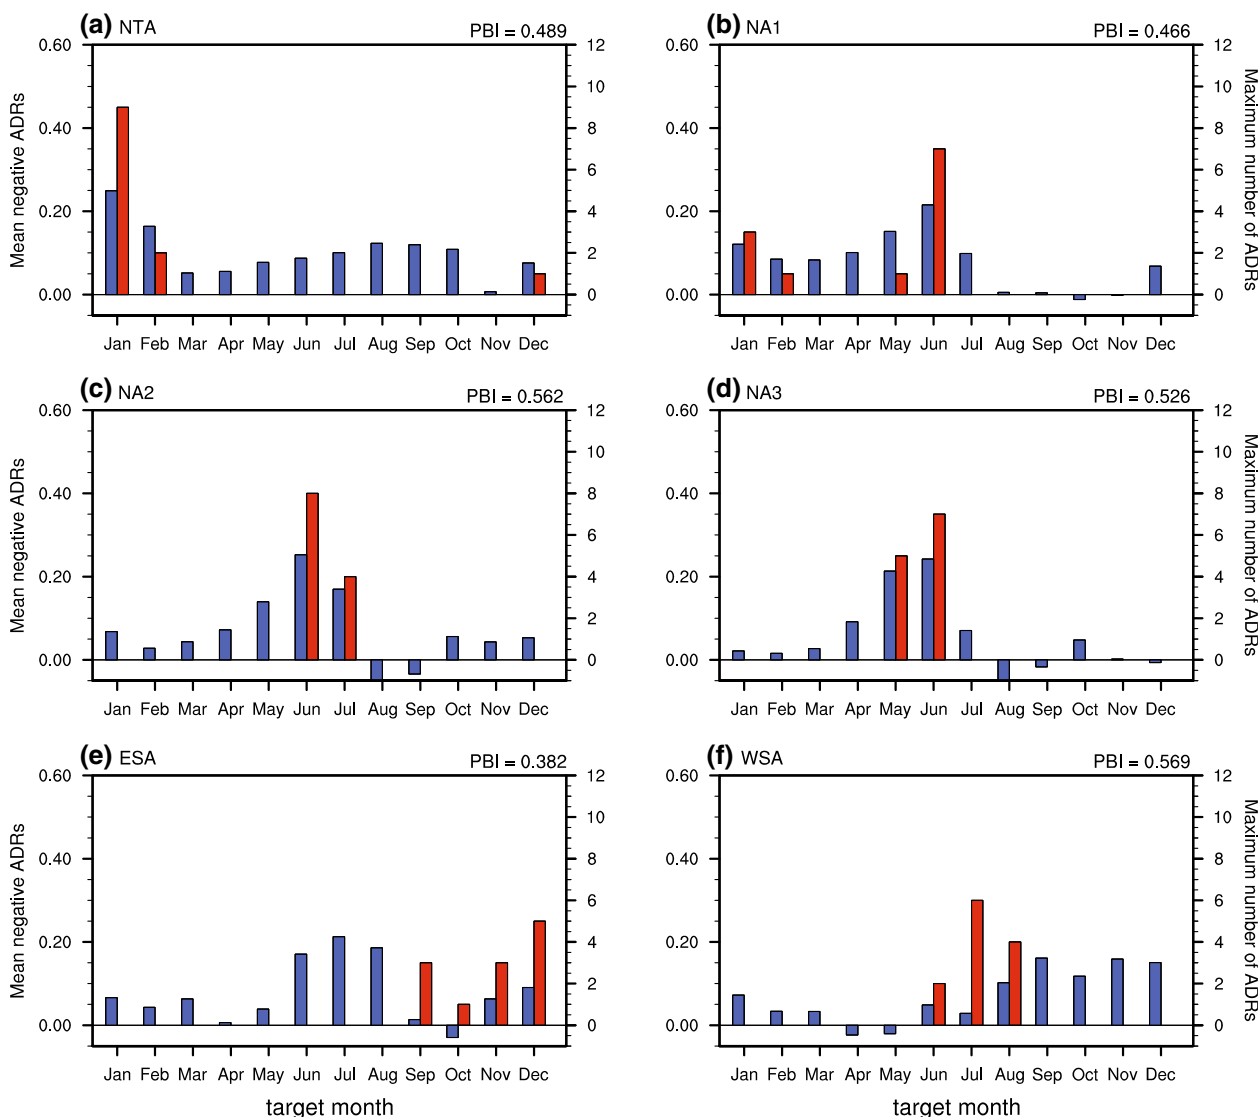 (a) NTA PBI = 0.489
0.60 12
10
0.40 8
6
0.20 4
2
0.00 0
Mean negative ADRs
Jan Feb Mar Apr May Jun Jul Aug Sep Oct Nov Dec
(b) NA1 PBI = 0.466
0.60 12
10
0.40 8
6
0.20 4
2
0.00 0
Maximum number of ADRs
Jan Feb Mar Apr May Jun Jul Aug Sep Oct Nov Dec
(c) NA2 PBI = 0.562
0.60 12
10
0.40 8
6
0.20 4
2
0.00 0
Mean negative ADRs
Jan Feb Mar Apr May Jun Jul Aug Sep Oct Nov Dec
(d) NA3 PBI = 0.526
0.60 12
10
0.40 8
6
0.20 4
2
0.00 0
Maximum number of ADRs
Jan Feb Mar Apr May Jun Jul Aug Sep Oct Nov Dec
(e) ESA PBI = 0.382
0.60 12
10
0.40 8
6
0.20 4
2
0.00 0
Mean negative ADRs
Jan Feb Mar Apr May Jun Jul Aug Sep Oct Nov Dec
target month
(f) WSA PBI = 0.569
0.60 12
10
0.40 8
6
0.20 4
2
0.00 0
Maximum number of ADRs
Jan Feb Mar Apr May Jun Jul Aug Sep Oct Nov Dec
target month